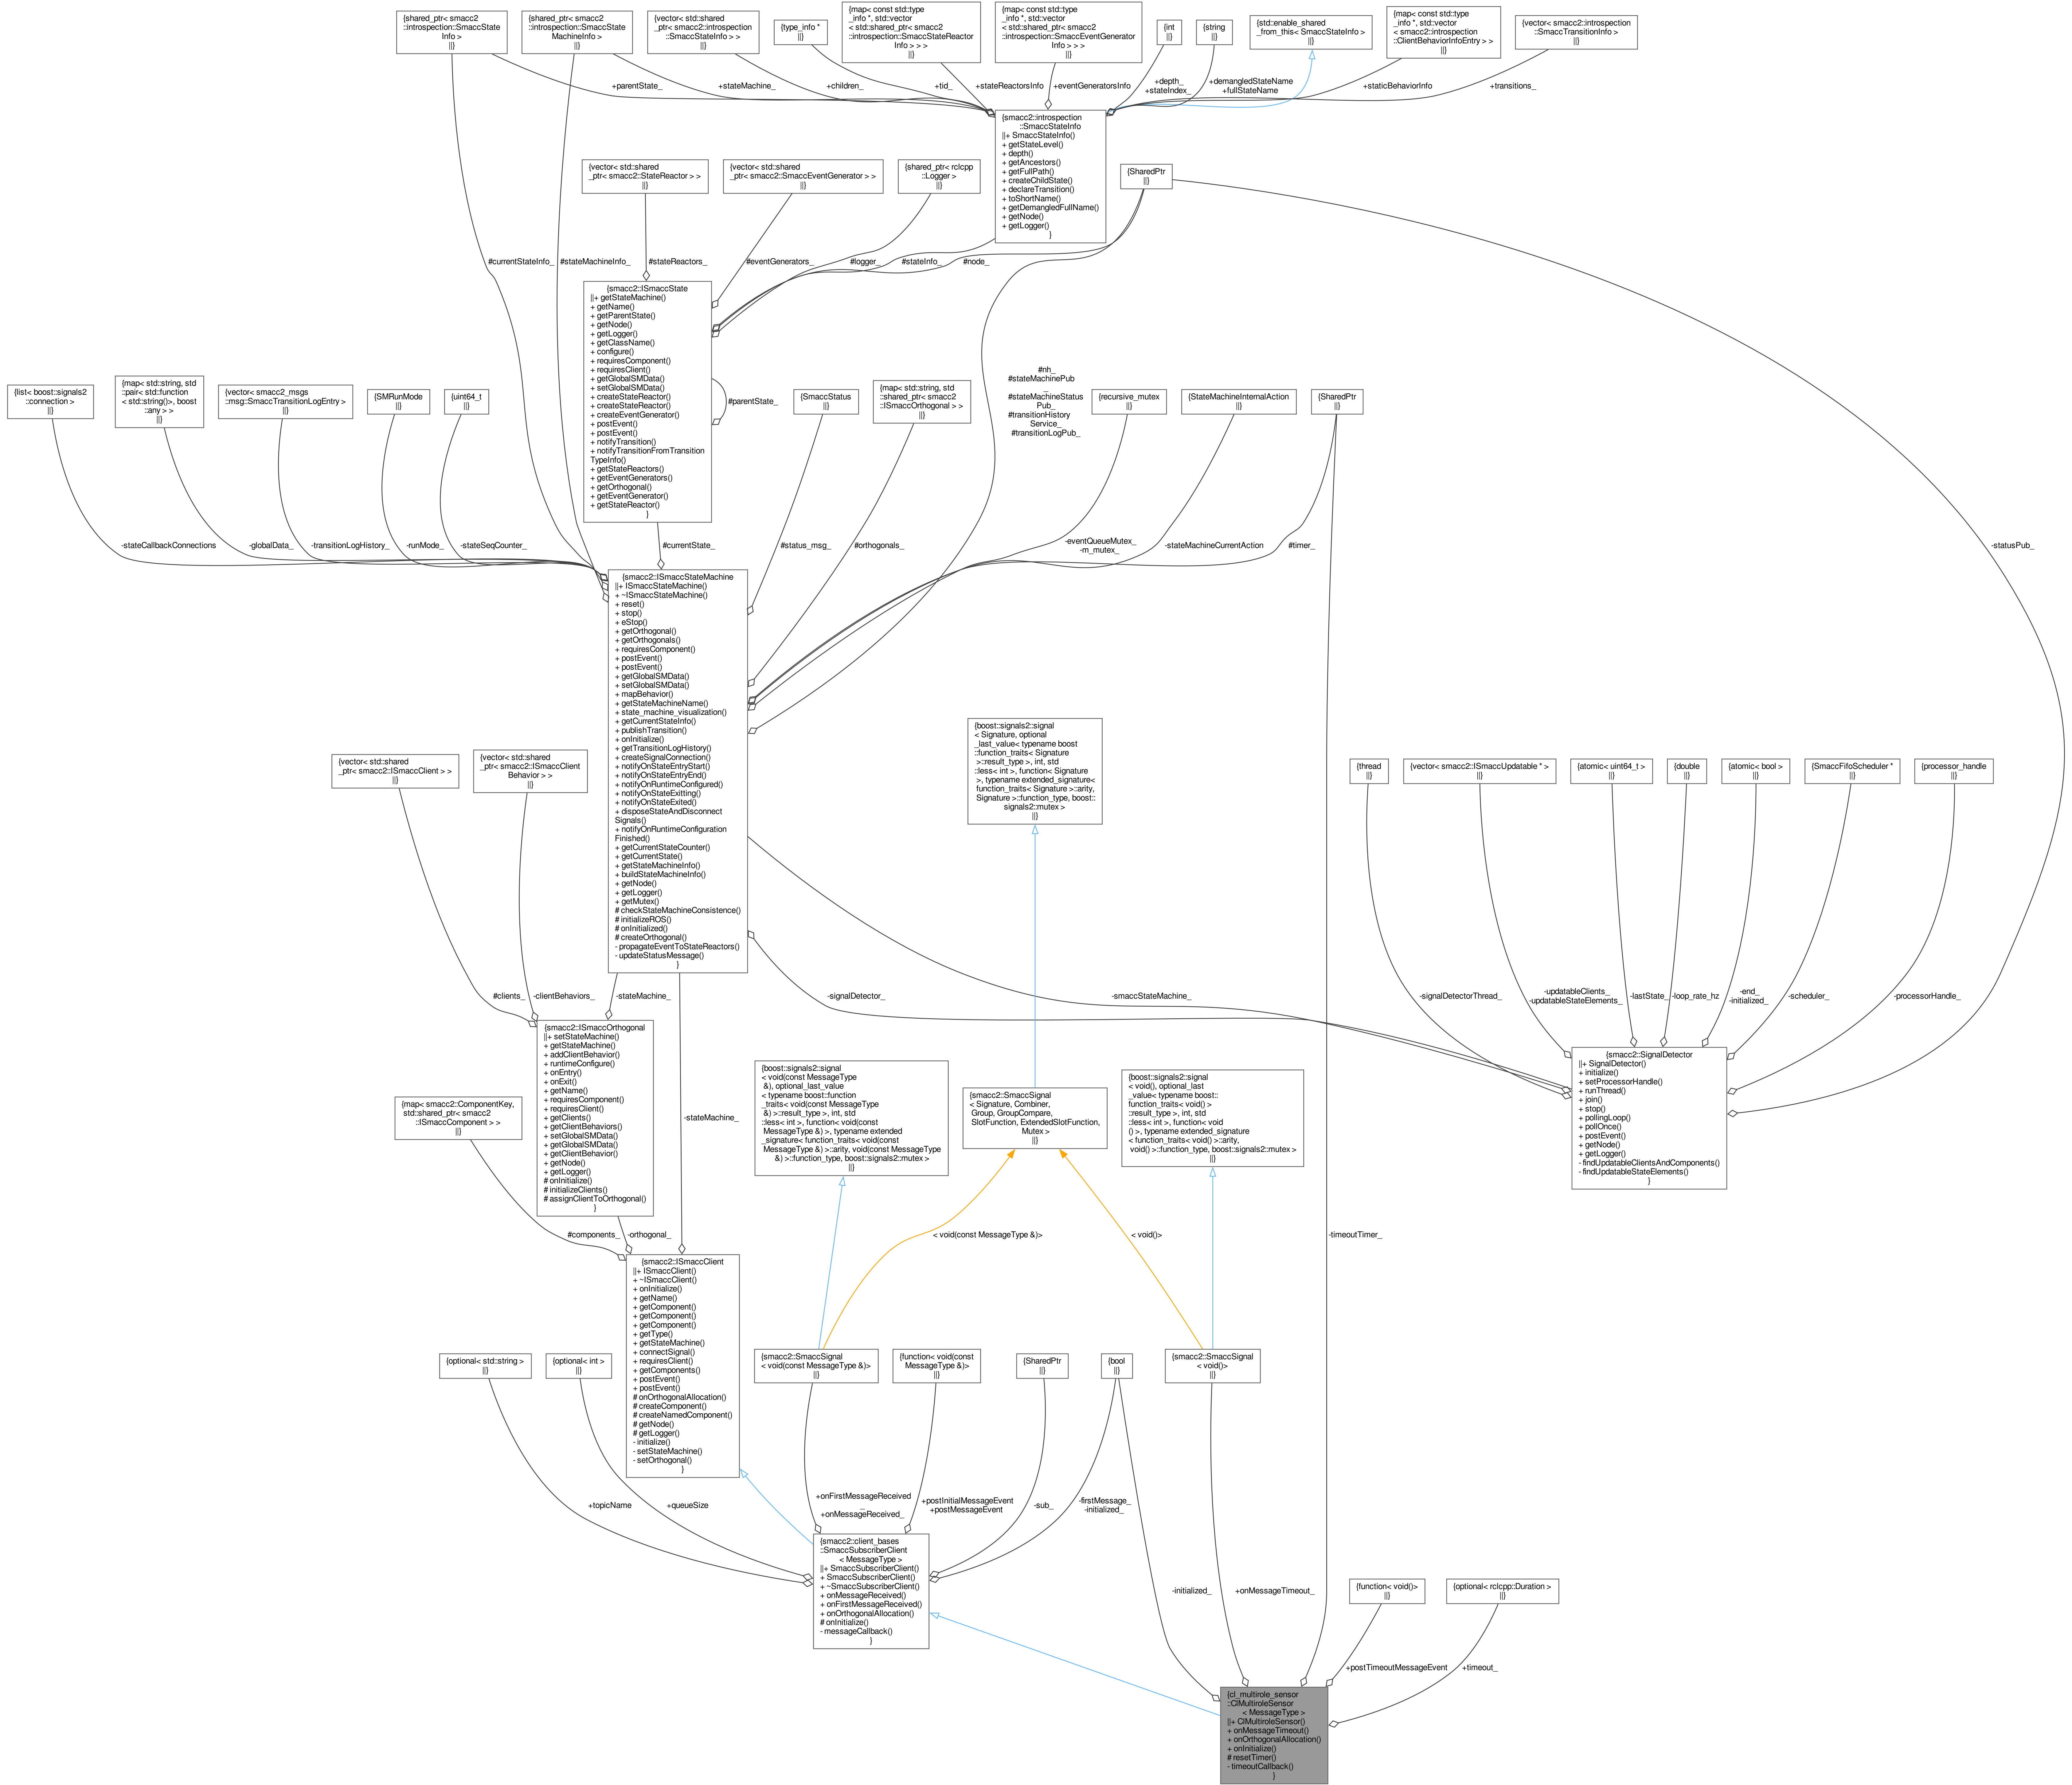 {shared_ptr< smacc2
::introspection::SmaccState
Info >
||}
{shared_ptr< smacc2
::introspection::SmaccState
MachineInfo >
||}
{vector< std::shared
_ptr< smacc2::introspection
::SmaccStateInfo > >
||}
{type_info *
||}
{map< const std::type
_info *, std::vector
< std::shared_ptr< smacc2
::introspection::SmaccStateReactor
Info > > >
||}
{map< const std::type
_info *, std::vector
< std::shared_ptr< smacc2
::introspection::SmaccEventGenerator
Info > > >
||}
{int
||}
{string
||}
{std::enable_shared
_from_this< SmaccStateInfo >
||}
{map< const std::type
_info *, std::vector
< smacc2::introspection
::ClientBehaviorInfoEntry > >
||}
{vector< smacc2::introspection
::SmaccTransitionInfo >
||}
+parentState_
+stateMachine_
+children_
+tid_
+stateReactorsInfo
+eventGeneratorsInfo
+depth_
+stateIndex_
+demangledStateName
+fullStateName
+staticBehaviorInfo
+transitions_
{smacc2::introspection
::SmaccStateInfo
||+ SmaccStateInfo()
+ getStateLevel()
+ depth()
+ getAncestors()
+ getFullPath()
+ createChildState()
+ declareTransition()
+ toShortName()
+ getDemangledFullName()
+ getNode()
+ getLogger()
}
{vector< std::shared
_ptr< smacc2::StateReactor > >
||}
{vector< std::shared
_ptr< smacc2::SmaccEventGenerator > >
||}
{shared_ptr< rclcpp
::Logger >
||}
{SharedPtr
||}
#currentStateInfo_
#stateMachineInfo_
#stateReactors_
#eventGenerators_
#logger_
#stateInfo_
#node_
{smacc2::ISmaccState
||+ getStateMachine()
+ getName()
+ getParentState()
+ getNode()
+ getLogger()
+ getClassName()
+ configure()
+ requiresComponent()
+ requiresClient()
+ getGlobalSMData()
+ setGlobalSMData()
+ createStateReactor()
+ createStateReactor()
+ createEventGenerator()
+ postEvent()
+ postEvent()
+ notifyTransition()
+ notifyTransitionFromTransition
TypeInfo()
+ getStateReactors()
+ getEventGenerators()
+ getOrthogonal()
+ getEventGenerator()
+ getStateReactor()
}
#parentState_
#nh_
#stateMachinePub
_
#stateMachineStatus
Pub_
#transitionHistory
Service_
#transitionLogPub_
{list< boost::signals2
::connection >
||}
{map< std::string, std
::pair< std::function
< std::string()>, boost
::any > >
||}
{vector< smacc2_msgs
::msg::SmaccTransitionLogEntry >
||}
{SMRunMode
||}
{uint64_t
||}
{SmaccStatus
||}
{map< std::string, std
::shared_ptr< smacc2
::ISmaccOrthogonal > >
||}
{recursive_mutex
||}
{StateMachineInternalAction
||}
{SharedPtr
||}
-stateCallbackConnections
-globalData_
-transitionLogHistory_
-runMode_
-stateSeqCounter_
#currentState_
#status_msg_
#orthogonals_
-eventQueueMutex_
-m_mutex_
-stateMachineCurrentAction
#timer_
-statusPub_
{smacc2::ISmaccStateMachine
||+ ISmaccStateMachine()
+ ~ISmaccStateMachine()
+ reset()
+ stop()
+ eStop()
+ getOrthogonal()
+ getOrthogonals()
+ requiresComponent()
+ postEvent()
+ postEvent()
+ getGlobalSMData()
+ setGlobalSMData()
+ mapBehavior()
+ getStateMachineName()
+ state_machine_visualization()
+ getCurrentStateInfo()
+ publishTransition()
+ onInitialize()
+ getTransitionLogHistory()
+ createSignalConnection()
+ notifyOnStateEntryStart()
+ notifyOnStateEntryEnd()
+ notifyOnRuntimeConfigured()
+ notifyOnStateExitting()
+ notifyOnStateExited()
+ disposeStateAndDisconnect
Signals()
+ notifyOnRuntimeConfiguration
Finished()
+ getCurrentStateCounter()
+ getCurrentState()
+ getStateMachineInfo()
+ buildStateMachineInfo()
+ getNode()
+ getLogger()
+ getMutex()
# checkStateMachineConsistence()
# initializeROS()
# onInitialized()
# createOrthogonal()
- propagateEventToStateReactors()
- updateStatusMessage()
}
{vector< std::shared
_ptr< smacc2::ISmaccClient > >
||}
{vector< std::shared
_ptr< smacc2::ISmaccClient
Behavior > >
||}
{boost::signals2::signal
< Signature, optional
_last_value< typename boost
::function_traits< Signature
>::result_type >, int, std
::less< int >, function< Signature
>, typename extended_signature<
function_traits< Signature >::arity,
Signature >::function_type, boost::
signals2::mutex >
||}
{thread
||}
{vector< smacc2::ISmaccUpdatable * >
||}
{atomic< uint64_t >
||}
{double
||}
{atomic< bool >
||}
{SmaccFifoScheduler *
||}
{processor_handle
||}
#clients_
-clientBehaviors_
-stateMachine_
-signalDetector_
-smaccStateMachine_
-signalDetectorThread_
-updatableClients_
-updatableStateElements_
-lastState_
-loop_rate_hz
-end_
-initialized_
-scheduler_
-processorHandle_
{smacc2::ISmaccOrthogonal
||+ setStateMachine()
+ getStateMachine()
+ addClientBehavior()
+ runtimeConfigure()
+ onEntry()
+ onExit()
+ getName()
+ requiresComponent()
+ requiresClient()
+ getClients()
+ getClientBehaviors()
+ setGlobalSMData()
+ getGlobalSMData()
+ getClientBehavior()
+ getNode()
+ getLogger()
# onInitialize()
# initializeClients()
# assignClientToOrthogonal()
}
{smacc2::SignalDetector
||+ SignalDetector()
+ initialize()
+ setProcessorHandle()
+ runThread()
+ join()
+ stop()
+ pollingLoop()
+ pollOnce()
+ postEvent()
+ getNode()
+ getLogger()
- findUpdatableClientsAndComponents()
- findUpdatableStateElements()
}
{map< smacc2::ComponentKey,
std::shared_ptr< smacc2
::ISmaccComponent > >
||}
-stateMachine_
{boost::signals2::signal
< void(const MessageType
&), optional_last_value
< typename boost::function
_traits< void(const MessageType
&) >::result_type >, int, std
::less< int >, function< void(const
MessageType &) >, typename extended
_signature< function_traits< void(const
MessageType &) >::arity, void(const MessageType
&) >::function_type, boost::signals2::mutex >
||}
{smacc2::SmaccSignal
< Signature, Combiner,
Group, GroupCompare,
SlotFunction, ExtendedSlotFunction,
Mutex >
||}
{boost::signals2::signal
< void(), optional_last
_value< typename boost::
function_traits< void() >
::result_type >, int, std
::less< int >, function< void
() >, typename extended_signature
< function_traits< void() >::arity,
void() >::function_type, boost::signals2::mutex >
||}
#components_
-orthogonal_
< void(const MessageType &)>
< void()>
-timeoutTimer_
{smacc2::ISmaccClient
||+ ISmaccClient()
+ ~ISmaccClient()
+ onInitialize()
+ getName()
+ getComponent()
+ getComponent()
+ getComponent()
+ getType()
+ getStateMachine()
+ connectSignal()
+ requiresClient()
+ getComponents()
+ postEvent()
+ postEvent()
# onOrthogonalAllocation()
# createComponent()
# createNamedComponent()
# getNode()
# getLogger()
- initialize()
- setStateMachine()
- setOrthogonal()
}
{optional< std::string >
||}
{optional< int >
||}
{smacc2::SmaccSignal
< void(const MessageType &)>
||}
{function< void(const
MessageType &)>
||}
{SharedPtr
||}
{bool
||}
{smacc2::SmaccSignal
< void()>
||}
+topicName
+queueSize
+onFirstMessageReceived
_
+onMessageReceived_
+postInitialMessageEvent
+postMessageEvent
-sub_
-firstMessage_
-initialized_
{smacc2::client_bases
::SmaccSubscriberClient
< MessageType >
||+ SmaccSubscriberClient()
+ SmaccSubscriberClient()
+ ~SmaccSubscriberClient()
+ onMessageReceived()
+ onFirstMessageReceived()
+ onOrthogonalAllocation()
# onInitialize()
- messageCallback()
}
-initialized_
+onMessageTimeout_
{function< void()>
||}
{optional< rclcpp::Duration >
||}
+postTimeoutMessageEvent
+timeout_
{cl_multirole_sensor
::ClMultiroleSensor
< MessageType >
||+ ClMultiroleSensor()
+ onMessageTimeout()
+ onOrthogonalAllocation()
+ onInitialize()
# resetTimer()
- timeoutCallback()
}